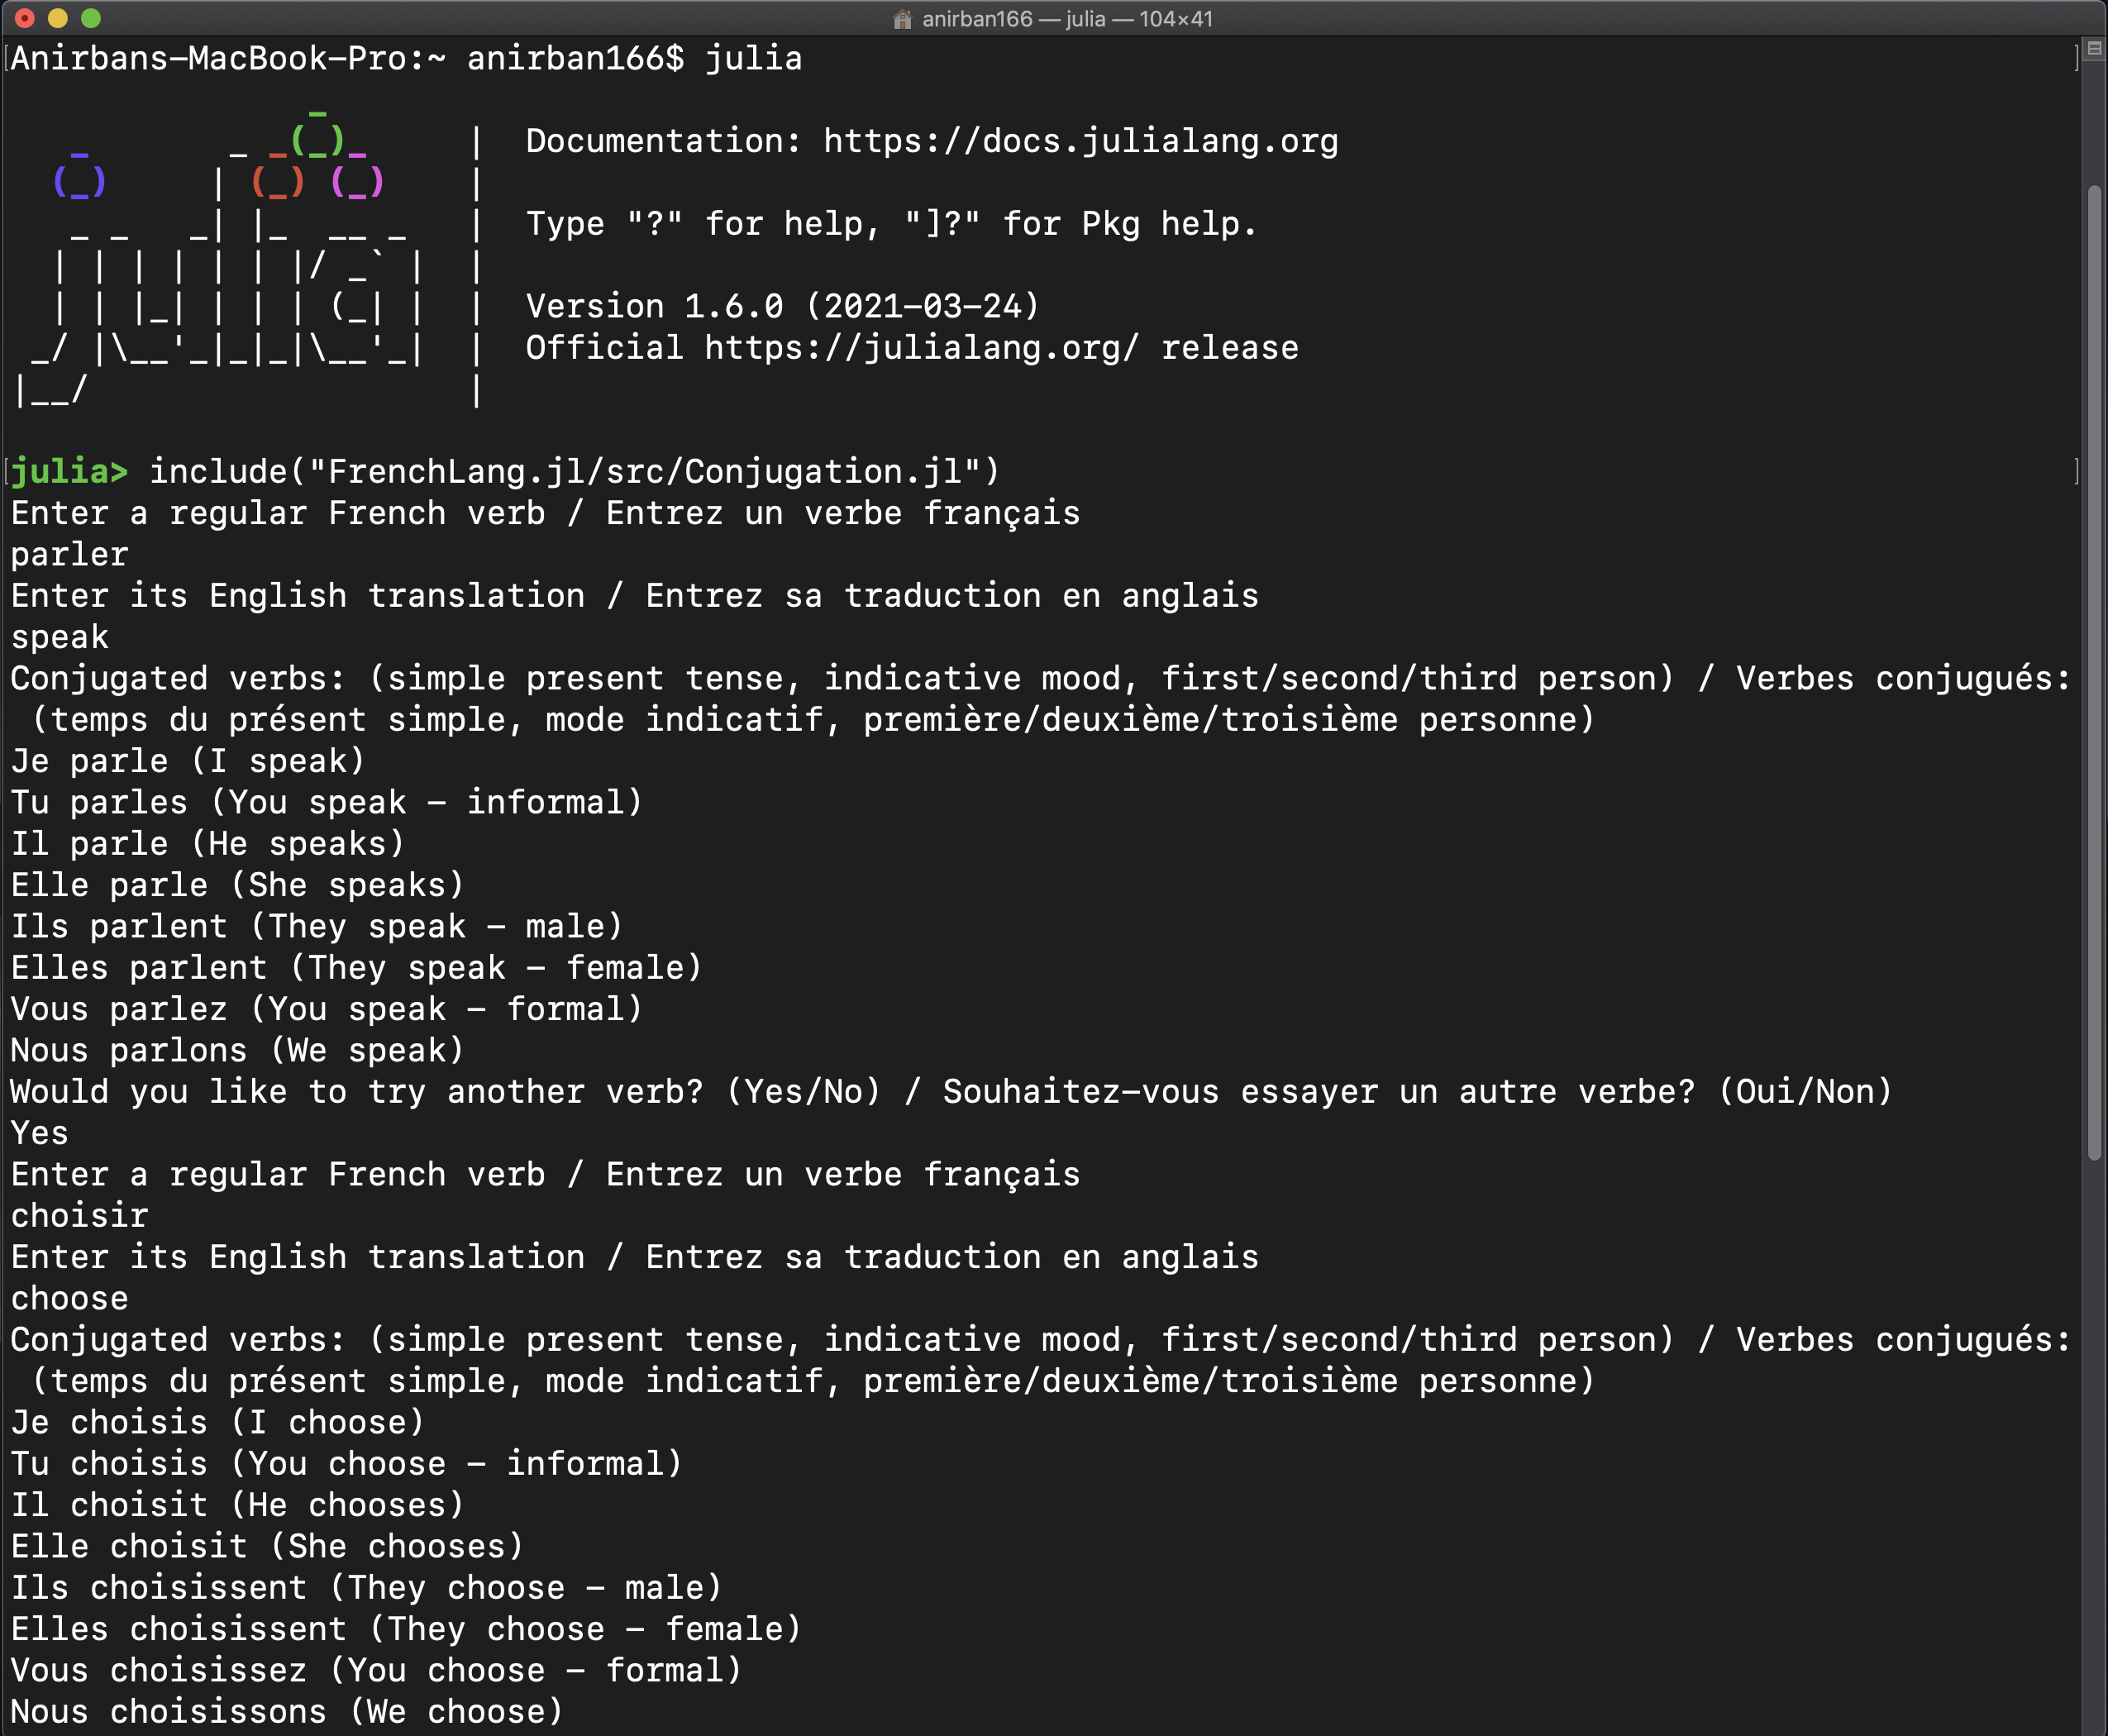 anirban166 — julia — 104×41
Anirbans-MacBook-Pro:~ anirban166$ julia
               _
   _       _ _(_)_     |  Documentation: https://docs.julialang.org
  (_)     | (_) (_)    |
   _ _   _| |_  __ _   |  Type "?" for help, "]?" for Pkg help.
  | | | | | | |/ _` |  |
  | | |_| | | | (_| |  |  Version 1.6.0 (2021-03-24)
 _/ |\__'_|_|_|\__'_|  |  Official https://julialang.org/ release
|__/                   |
julia> include("FrenchLang.jl/src/Conjugation.jl")
Enter a regular French verb / Entrez un verbe français
parler
Enter its English translation / Entrez sa traduction en anglais
speak
Conjugated verbs: (simple present tense, indicative mood, first/second/third person) / Verbes conjugués:
 (temps du présent simple, mode indicatif, première/deuxième/troisième personne)
Je parle (I speak)
Tu parles (You speak - informal)
Il parle (He speaks)
Elle parle (She speaks)
Ils parlent (They speak - male)
Elles parlent (They speak - female)
Vous parlez (You speak - formal)
Nous parlons (We speak)
Would you like to try another verb? (Yes/No) / Souhaitez-vous essayer un autre verbe? (Oui/Non)
Yes
Enter a regular French verb / Entrez un verbe français
choisir
Enter its English translation / Entrez sa traduction en anglais
choose
Conjugated verbs: (simple present tense, indicative mood, first/second/third person) / Verbes conjugués:
 (temps du présent simple, mode indicatif, première/deuxième/troisième personne)
Je choisis (I choose)
Tu choisis (You choose - informal)
Il choisit (He chooses)
Elle choisit (She chooses)
Ils choisissent (They choose - male)
Elles choisissent (They choose - female)
Vous choisissez (You choose - formal)
Nous choisissons (We choose)